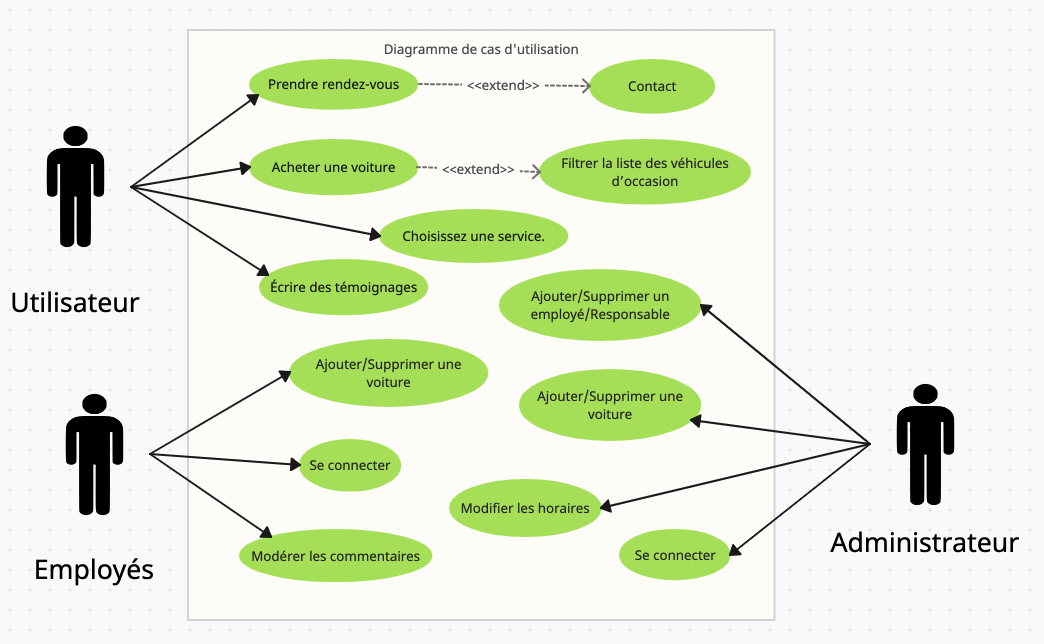 Diagramme de cas d'utilisation
Prendre rendez-vous
<<extend>>
Contact
Acheter une voiture
<<extend>>
Filtrer la liste des véhicules
d’occasion
Choisissez une service.
Écrire des témoignages
Utilisateur
Ajouter/Supprimer un
employé/Responsable
Ajouter/Supprimer une
voiture
Ajouter/Supprimer une
voiture
Se connecter
Modifier les horaires
Modérer les commentaires
Se connecter
Employés
Administrateur